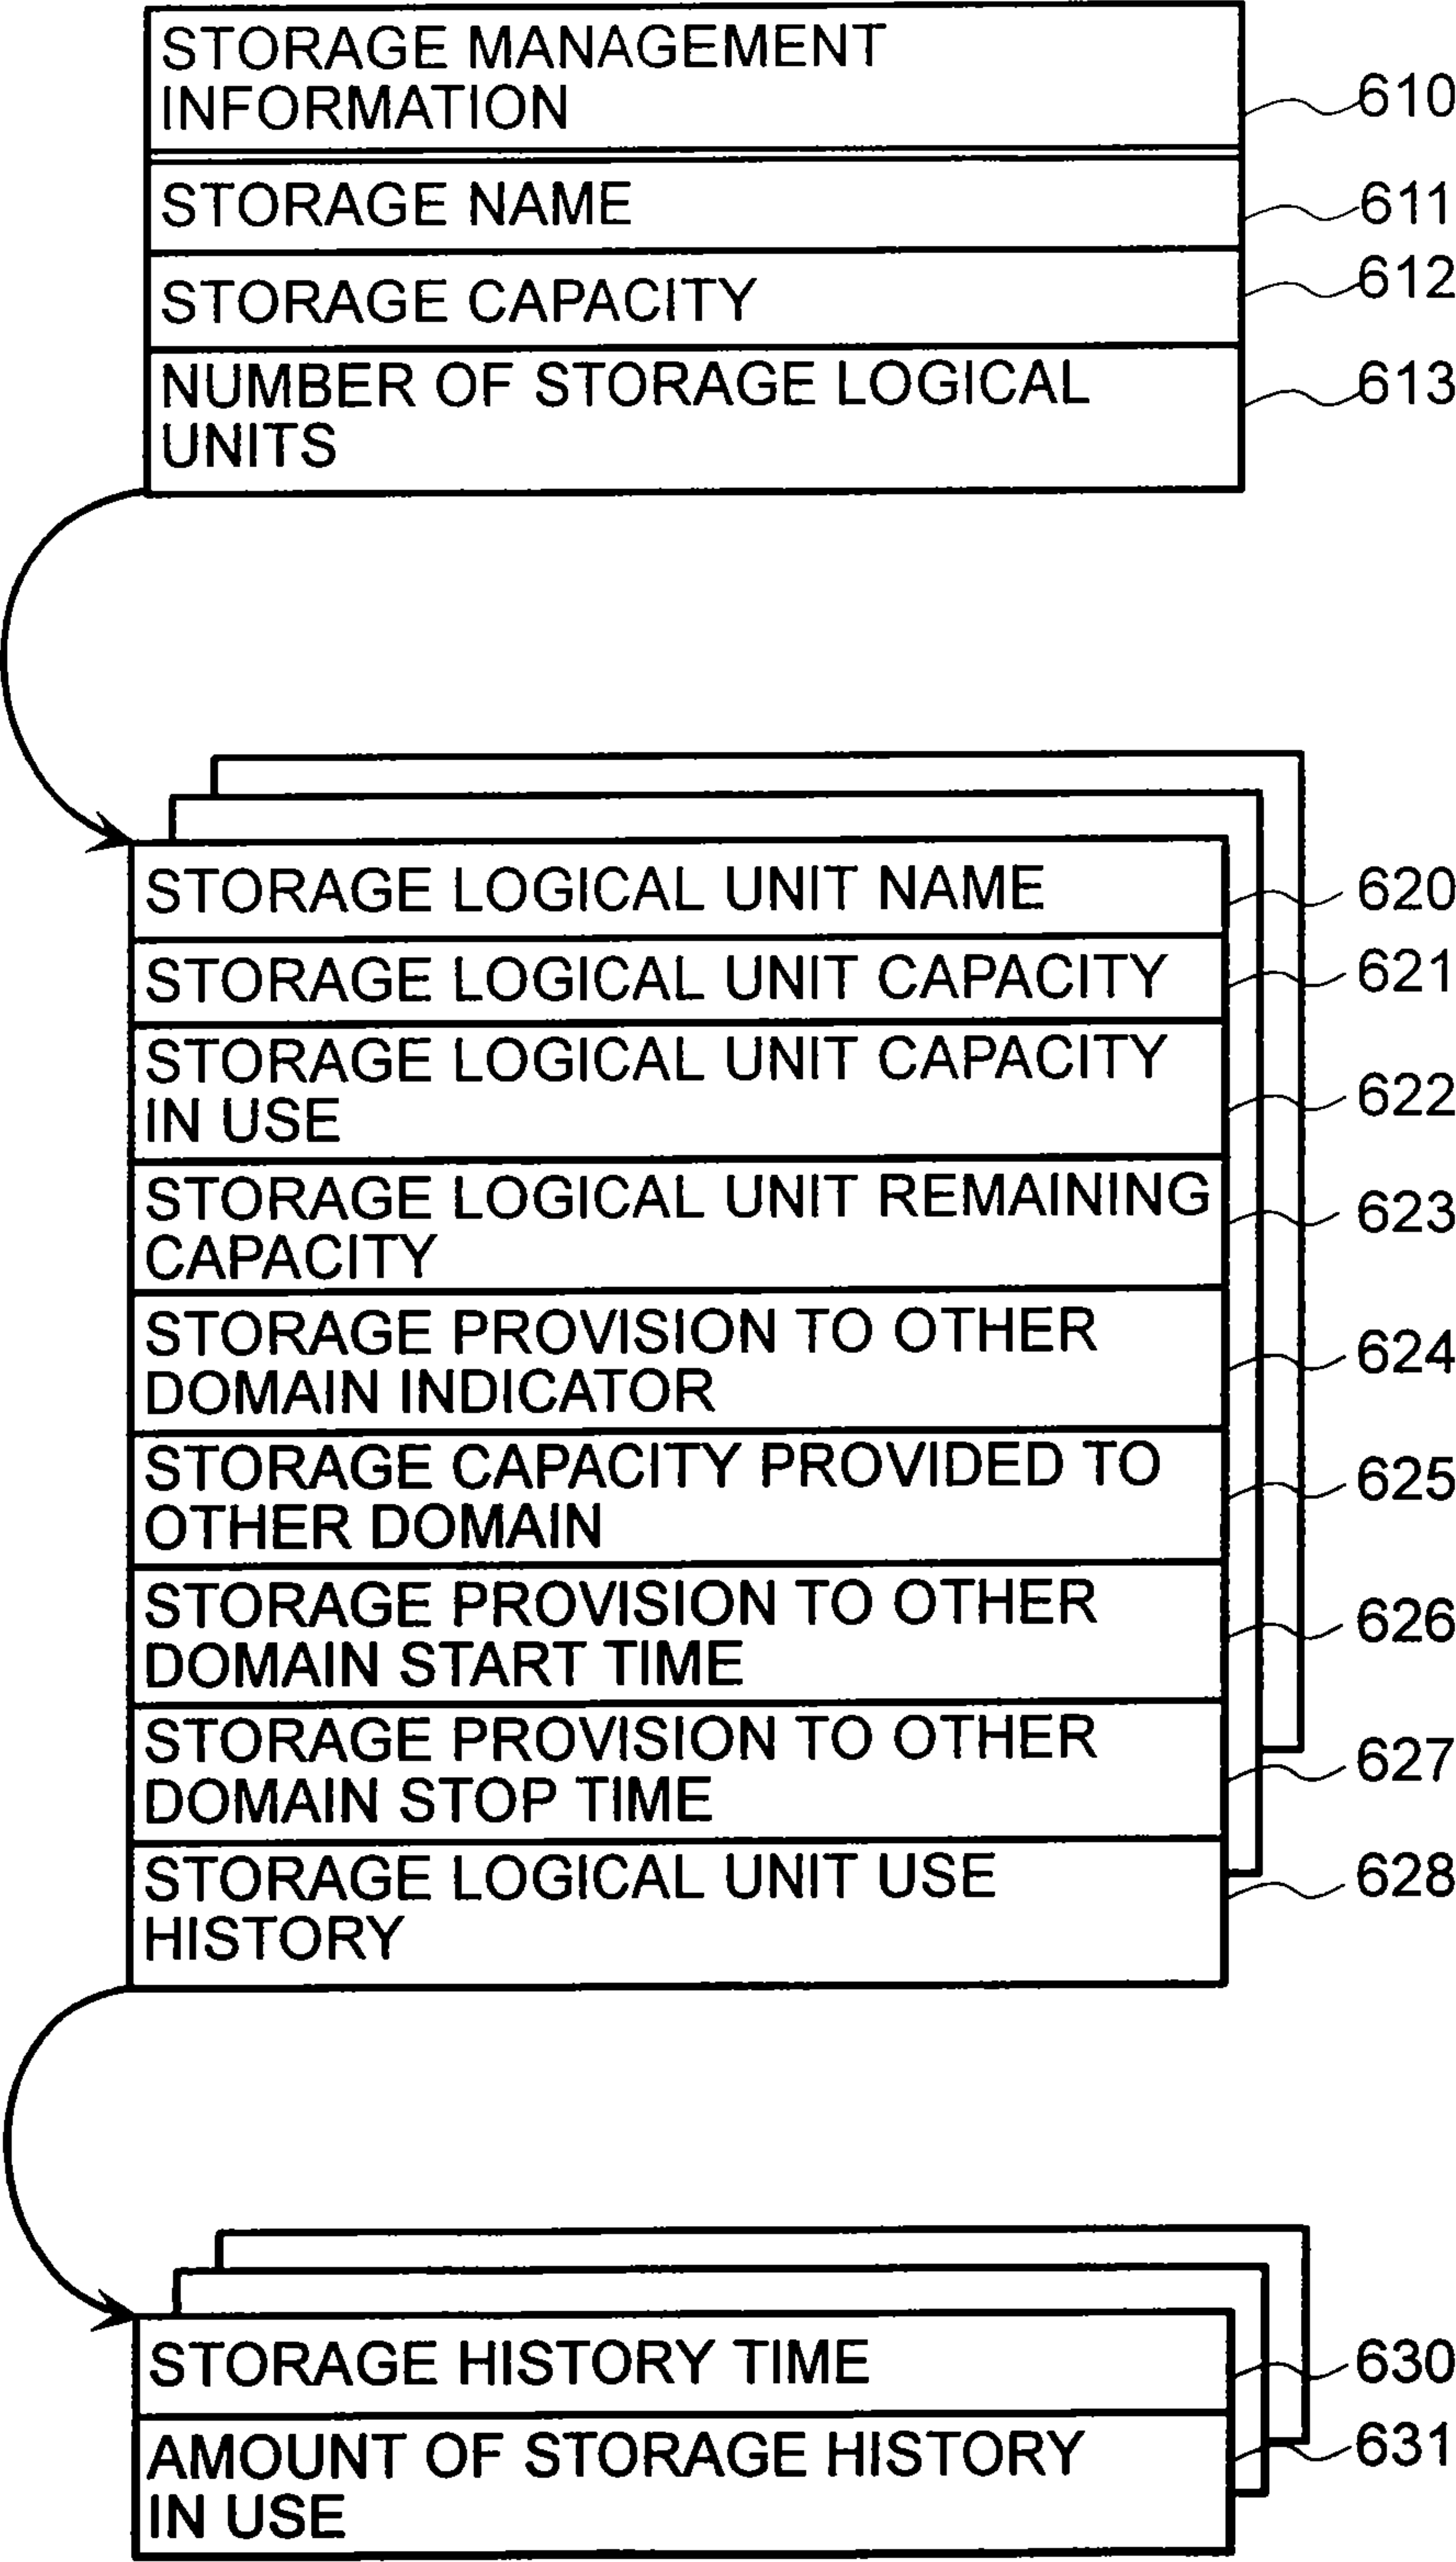 STORAGE MANAGEMENT
INFORMATION
610
STORAGE NAME
611
STORAGE CAPACITY
612
NUMBER OF STORAGE LOGICAL
UNITS
613
STORAGE LOGICAL UNIT NAME
620
STORAGE LOGICAL UNIT CAPACITY
621
STORAGE LOGICAL UNIT CAPACITY
IN USE
622
STORAGE LOGICAL UNIT REMAINING
CAPACITY
623
STORAGE PROVISION TO OTHER
DOMAIN INDICATOR
624
STORAGE CAPACITY PROVIDED TO
OTHER DOMAIN
625
STORAGE PROVISION TO OTHER
DOMAIN START TIME
626
STORAGE PROVISION TO OTHER
DOMAIN STOP TIME
627
STORAGE LOGICAL UNIT USE
HISTORY
628
STORAGE HISTORY TIME
630
AMOUNT OF STORAGE HISTORY
IN USE
631